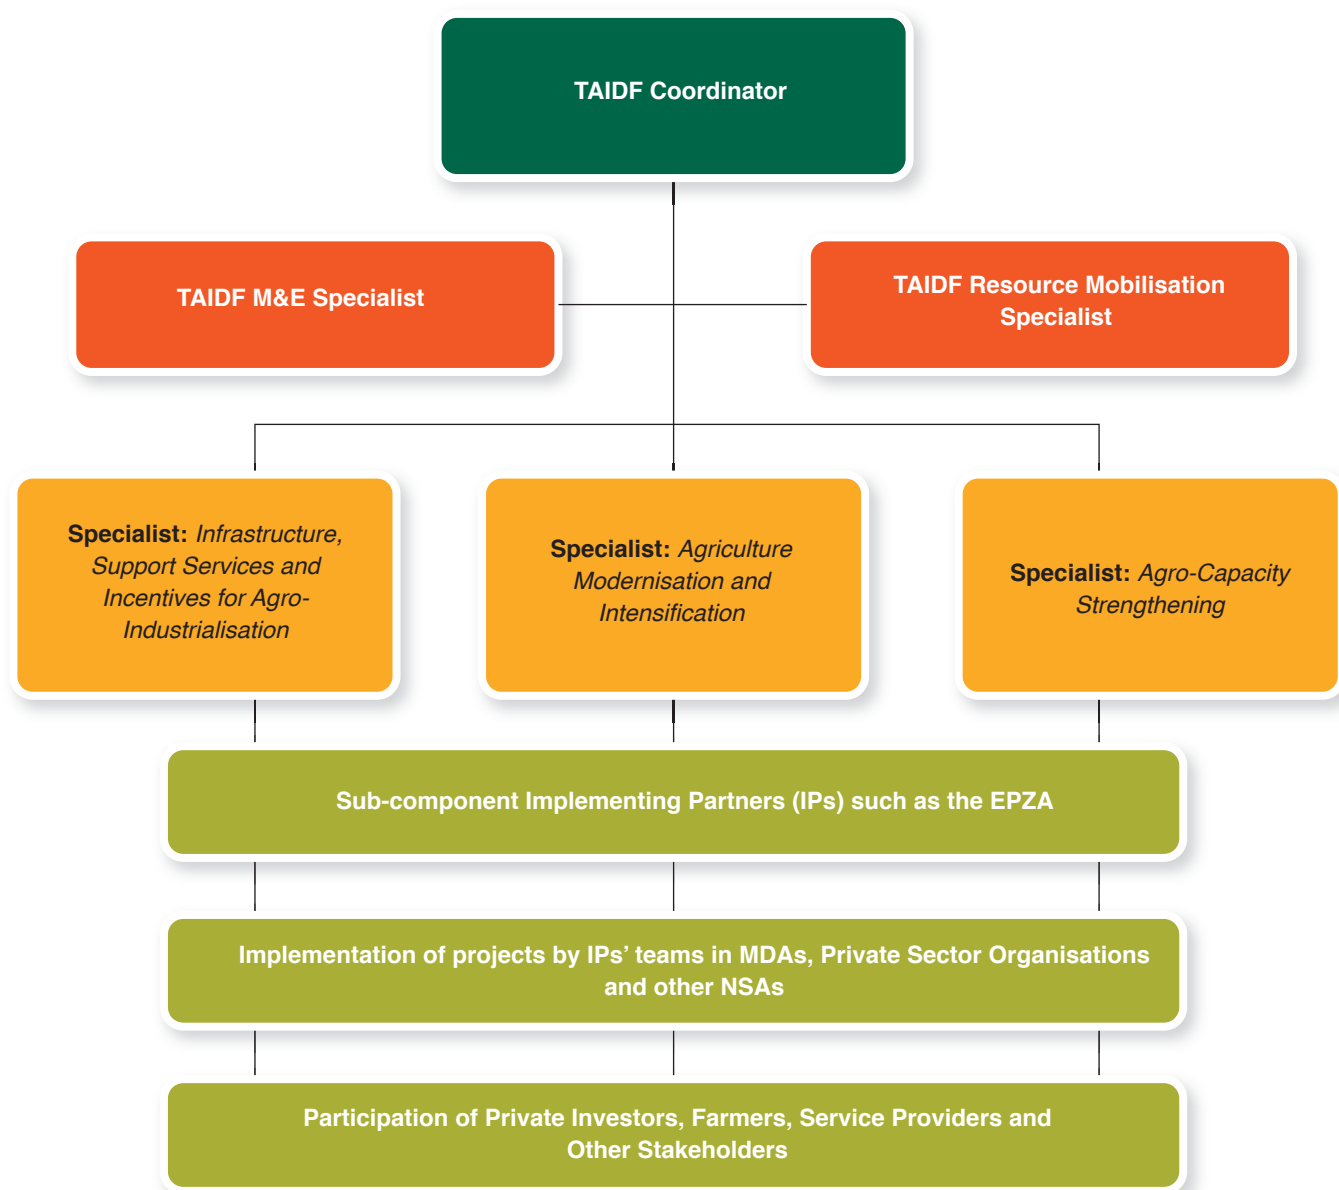 TAIDF Coordinator
TAIDF M&E Specialist
TAIDF Resource Mobilisation
Specialist
Specialist: Infrastructure,
Support Services and
Incentives for Agro-
Industrialisation
Specialist: Agriculture
Modernisation and
Intensification
Specialist: Agro-Capacity
Strengthening
Sub-component Implementing Partners (IPs) such as the EPZA
Implementation of projects by IPs’ teams in MDAs, Private Sector Organisations
and other NSAs
Participation of Private Investors, Farmers, Service Providers and
Other Stakeholders